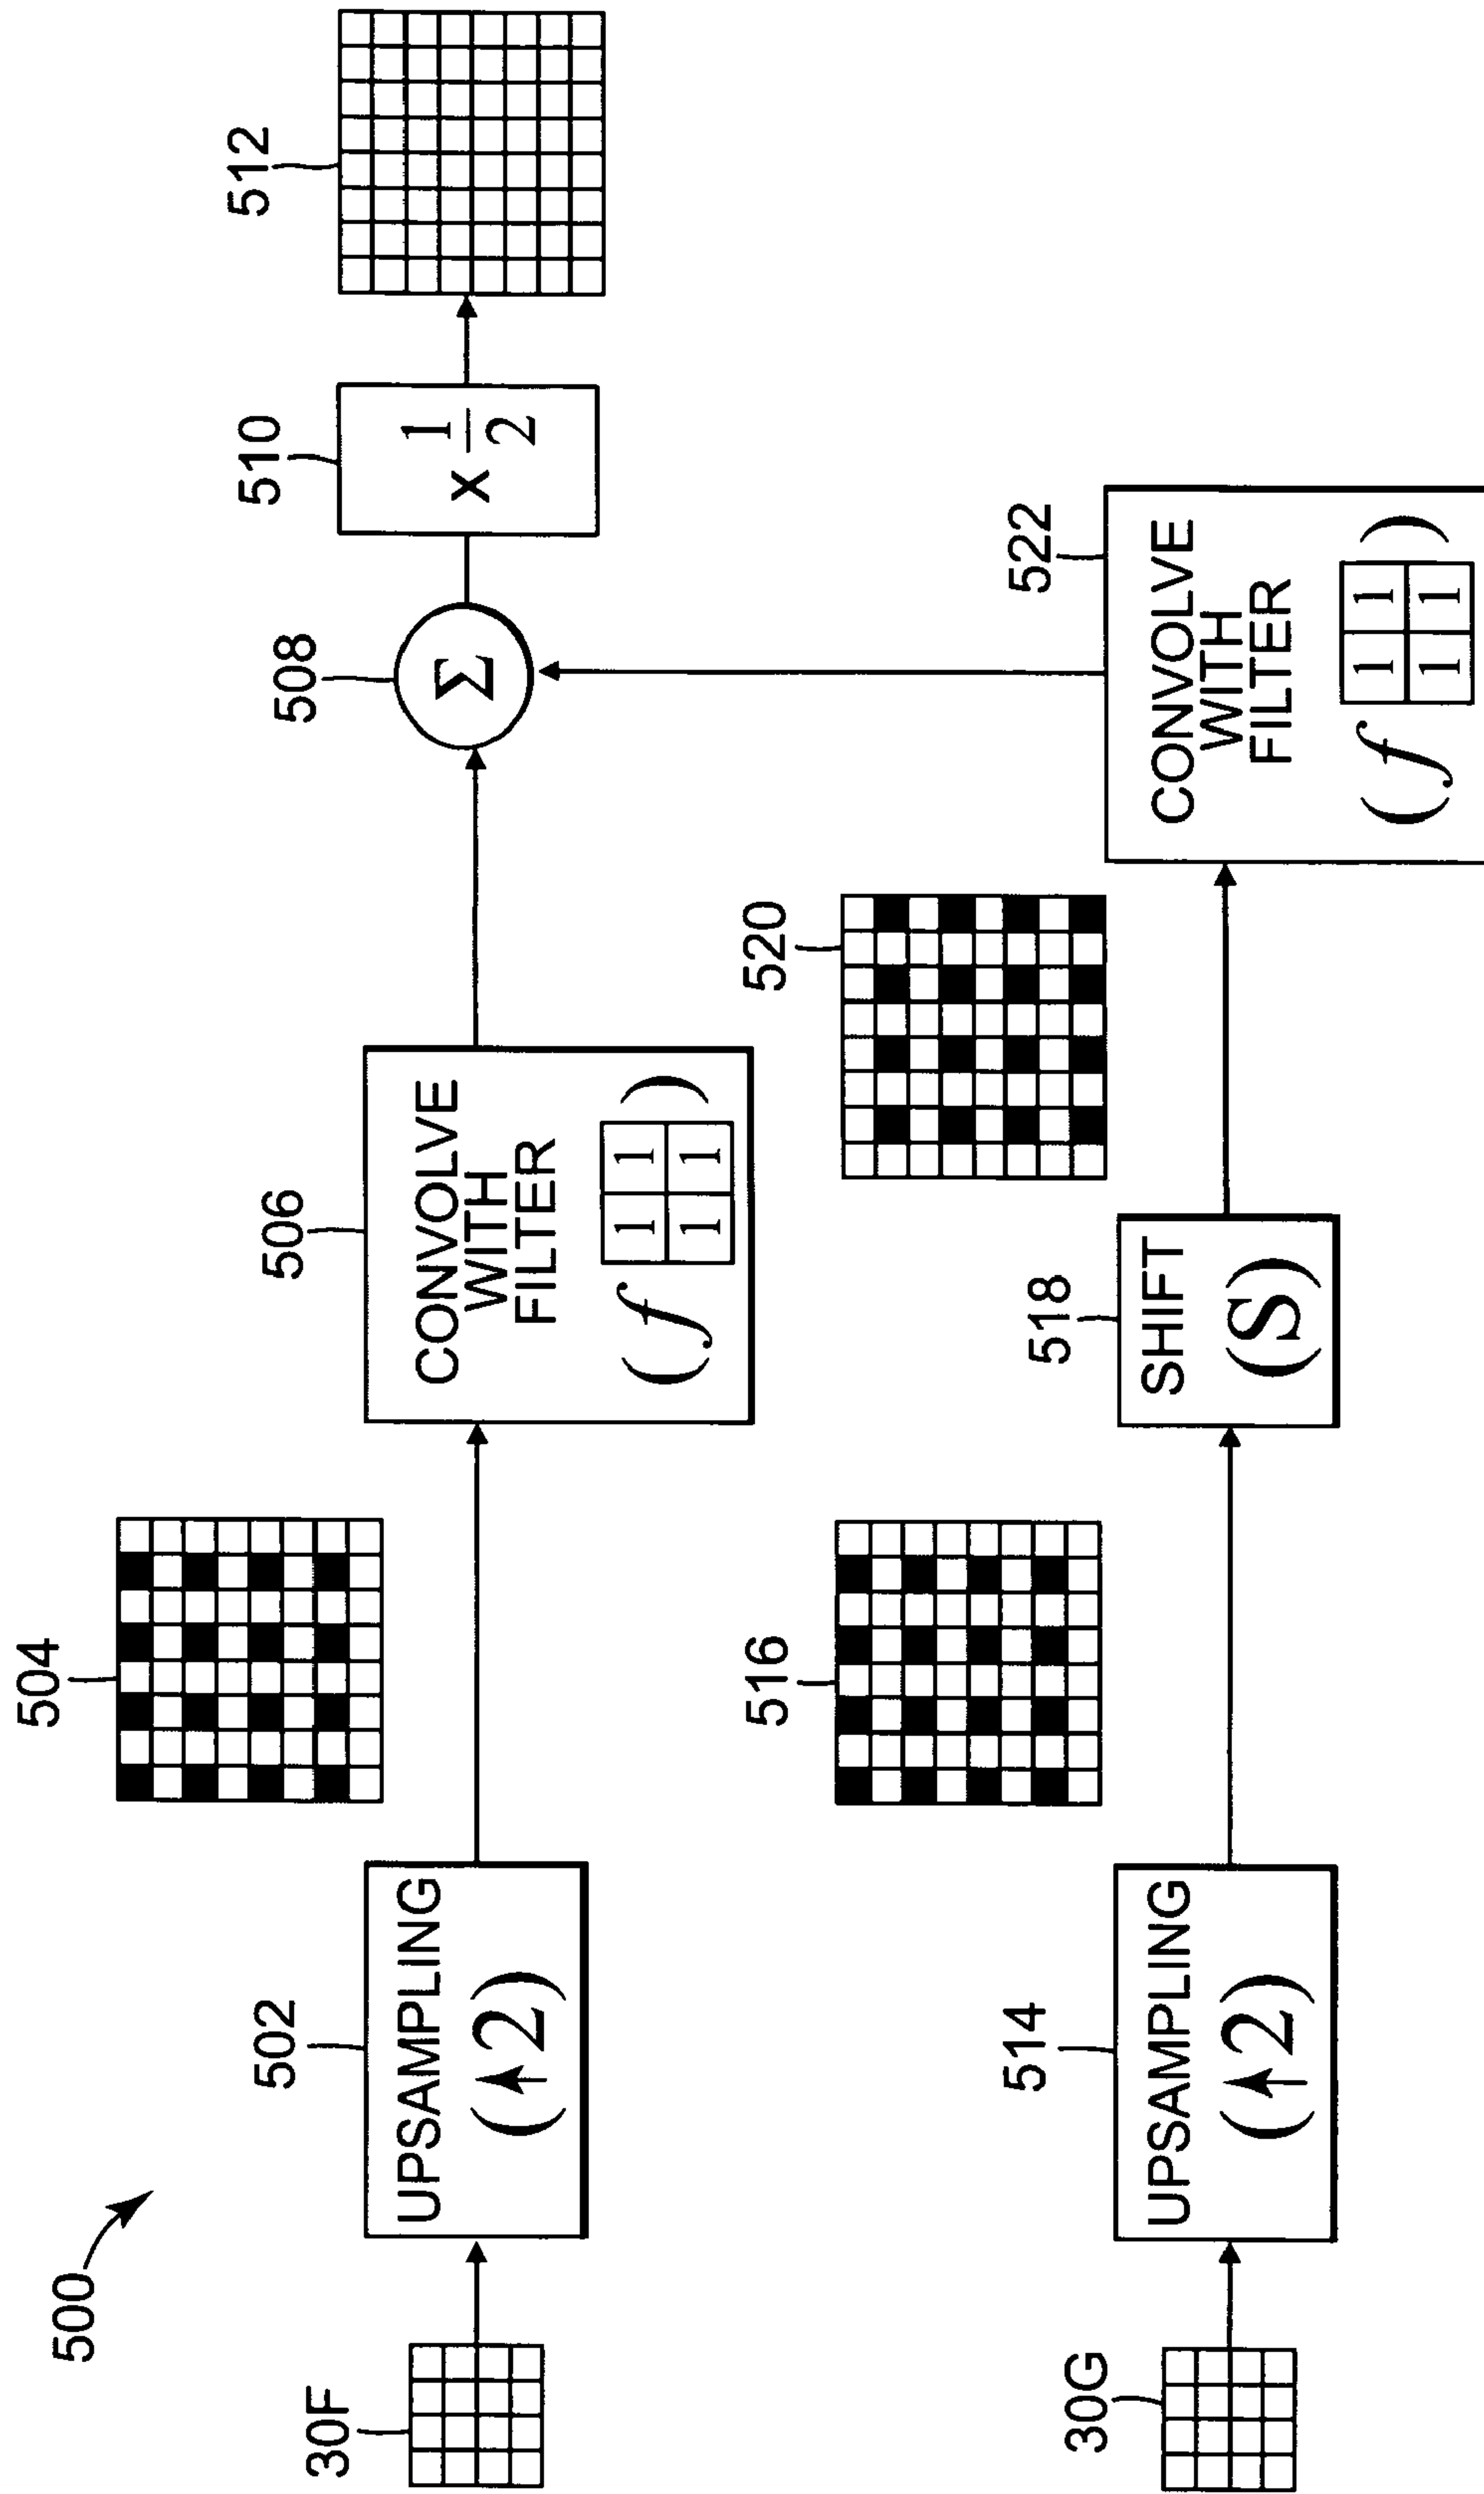 500
30F
502
UPSAMPLING
(↑2)
504
506
CONVOLVE
WITH
FILTER
(f 1 1 )
1 1
508
Σ
510
x 1
2
512
30G
514
UPSAMPLING
(↑2)
516
518
SHIFT
(S)
520
522
CONVOLVE
WITH
FILTER
(f 1 1 )
1 1